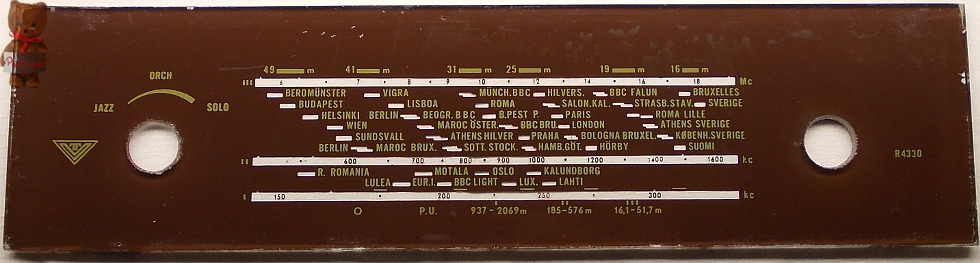 49 m 41 m 31 m 25 m 19 m 16 m
ORCH
JAZZ SOLO
6 7 8 9 10 12 14 16 18 Mc
BEROMÜNSTER VIGRA MÜNCH.BBC HILVERS. BBC FALUN BRUXELLES
BUDAPEST LISBOA ROMA SALON.KAL. STRASB.STAV. SVERIGE
HELSINKI BERLIN BEOGR.BBC B.PEST P. PARIS ROMA LILLE
WIEN MAROC ÖSTER. BBC BRU. LONDON ATHENS SVERIGE
SUNDSVALL ATHENS HILVER PRAHA BOLOGNA BRUXEL. KØBENH.SVERIGE
BERLIN MAROC BRUX. SOTT. STOCK. HAMB.GÖT. HÖRBY SUOMI
600 700 800 900 1000 1200 1400 1600 kc
R. ROMANIA MOTALA OSLO KALUNDBORG
LULEA EUR.I. BBC LIGHT LUX. LAHTI
150 200 250 300 kc
O P.U. 937-2069m 185-576m 16,1-51,7m
R4330